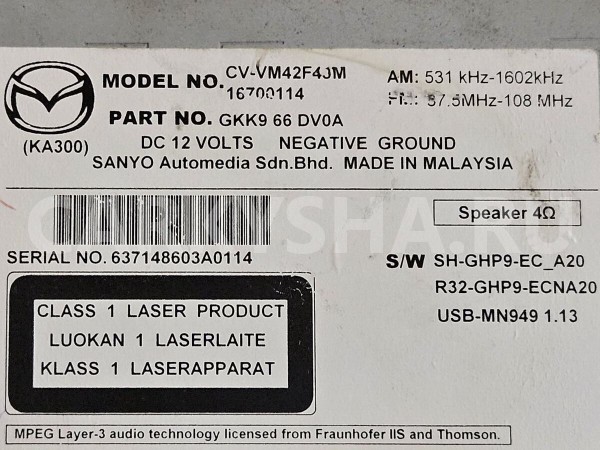 MODEL NO. CV-VM42F40M
16700114
AM: 531 kHz-1602kHz
FM: 87.5MHz-108 MHz
PART NO. GKK9 66 DV0A
(KA300)
DC 12 VOLTS NEGATIVE GROUND
SANYO Automedia Sdn.Bhd. MADE IN MALAYSIA
Speaker 4Ω
SERIAL NO. 637148603A0114
S/W SH-GHP9-EC_A20
R32-GHP9-ECNA20
USB-MN949 1.13
CLASS 1 LASER PRODUCT
LUOKAN 1 LASERLAITE
KLASS 1 LASERAPPARAT
MPEG Layer-3 audio technology licensed from Fraunhofer IIS and Thomson.